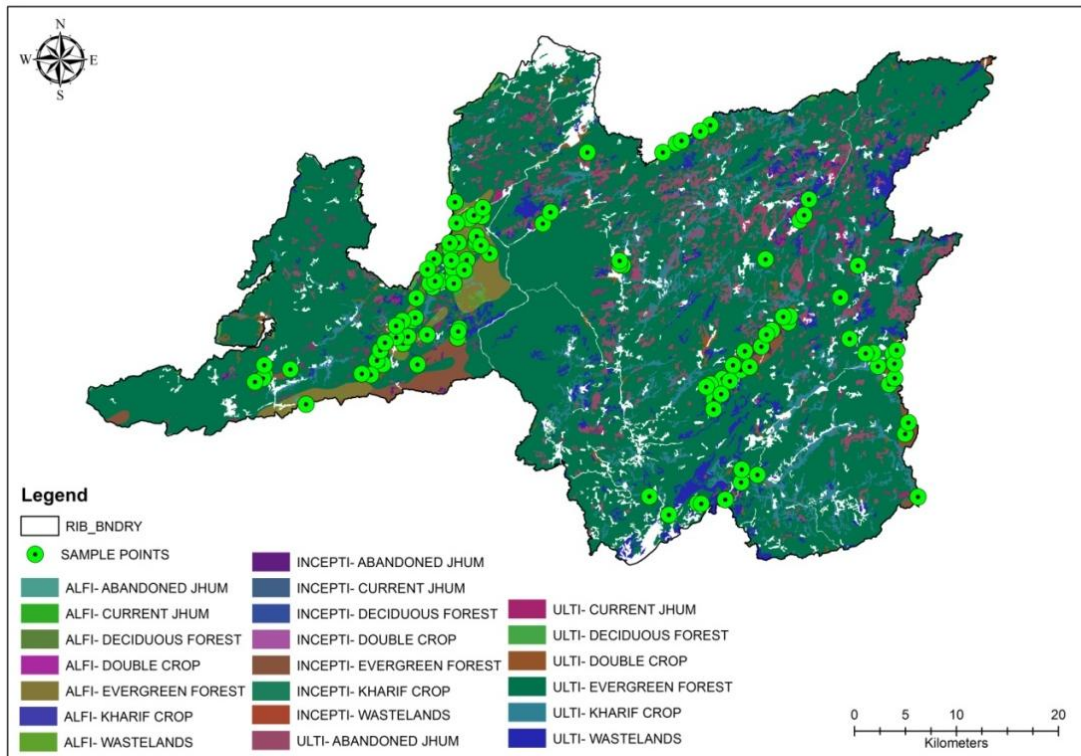 N
W E
S
Legend
RIB_BNDRY
SAMPLE POINTS
ALFI- ABANDONED JHUM
ALFI- CURRENT JHUM
ALFI- DECIDUOUS FOREST
ALFI- DOUBLE CROP
ALFI- EVERGREEN FOREST
ALFI- KHARIF CROP
ALFI- WASTELANDS
INCEPTI- ABANDONED JHUM
INCEPTI- CURRENT JHUM
INCEPTI- DECIDUOUS FOREST
INCEPTI- DOUBLE CROP
INCEPTI- EVERGREEN FOREST
INCEPTI- KHARIF CROP
INCEPTI- WASTELANDS
ULTI- ABANDONED JHUM
ULTI- CURRENT JHUM
ULTI- DECIDUOUS FOREST
ULTI- DOUBLE CROP
ULTI- EVERGREEN FOREST
ULTI- KHARIF CROP
ULTI- WASTELANDS
0 5 10 20
Kilometers